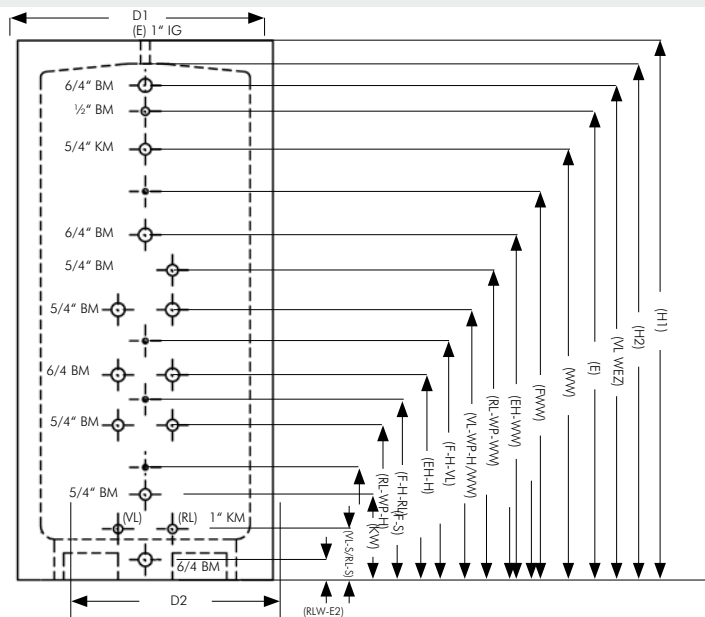 D1
(E) 1“ IG
6/4“ BM
½“ BM
5/4“ KM
6/4“ BM
5/4“ BM
5/4“ BM
6/4 BM
5/4“ BM
5/4“ BM
(VL)
(RL)
1“ KM
6/4 BM
D2
(RLW-E2)
(VL-S/RL-S)
(KW)
(RL-WP-H)
(F-S)
(F-H-RL)
(EH-H)
(F-H-VL)
(VL-WP-H/WW)
(RL-WP-WW)
(EH-WW)
(FWW)
(WW)
(E)
(VL WEZ)
(H2)
(H1)